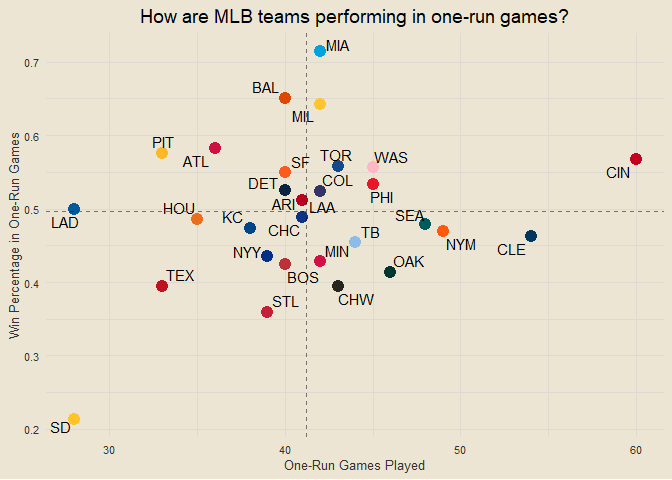 How are MLB teams performing in one-run games?
Win Percentage in One-Run Games
0.7
0.6
0.5
0.4
0.3
0.2
MIA
BAL
MIL
PIT
ATL
TOR
WAS
SF
CIN
DET
COL
PHI
ARI
LAA
LAD
HOU
KC
CHC
SEA
TB
NYM
CLE
NYY
MIN
OAK
BOS
TEX
STL
CHW
SD
30
40
50
60
One-Run Games Played